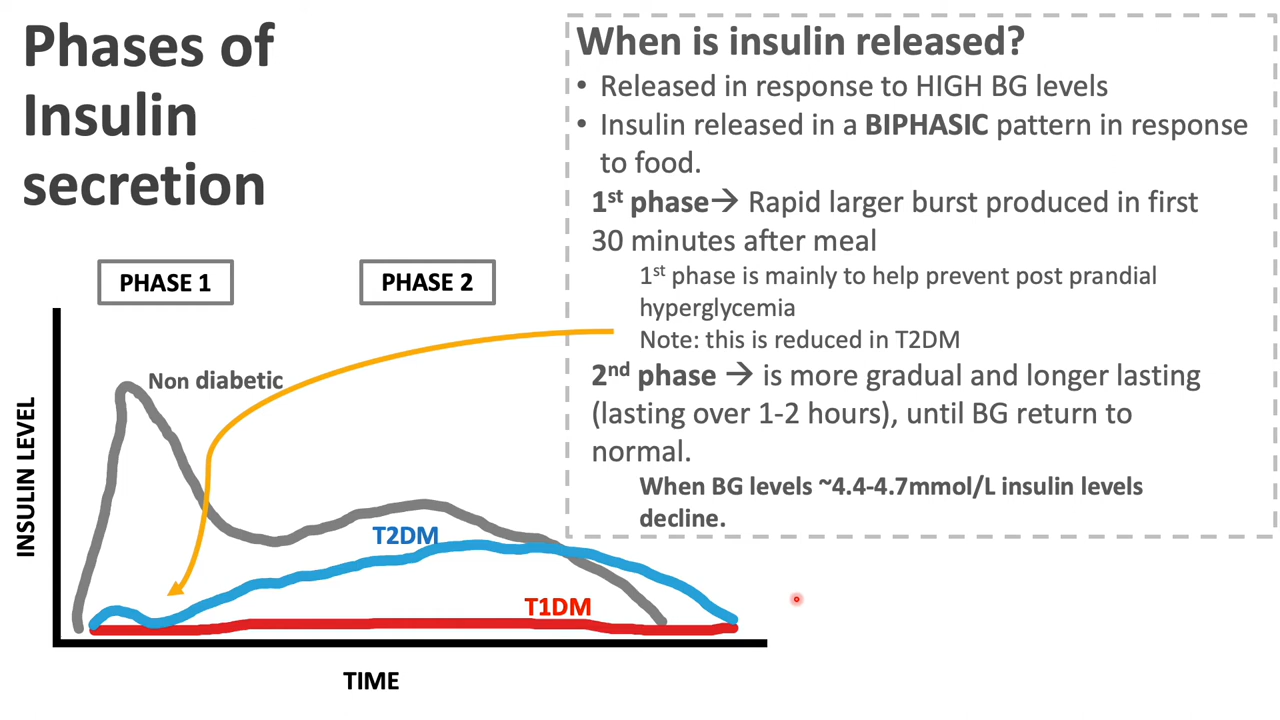 Phases of
Insulin
secretion
When is insulin released?
• Released in response to HIGH BG levels
• Insulin released in a BIPHASIC pattern in response
to food.
1st phase→ Rapid larger burst produced in first
30 minutes after meal
1st phase is mainly to help prevent post prandial
hyperglycemia
Note: this is reduced in T2DM
2nd phase → is more gradual and longer lasting
(lasting over 1-2 hours), until BG return to
normal.
When BG levels ~4.4-4.7mmol/L insulin levels
decline.
PHASE 1
PHASE 2
Non diabetic
T2DM
T1DM
INSULIN LEVEL
TIME